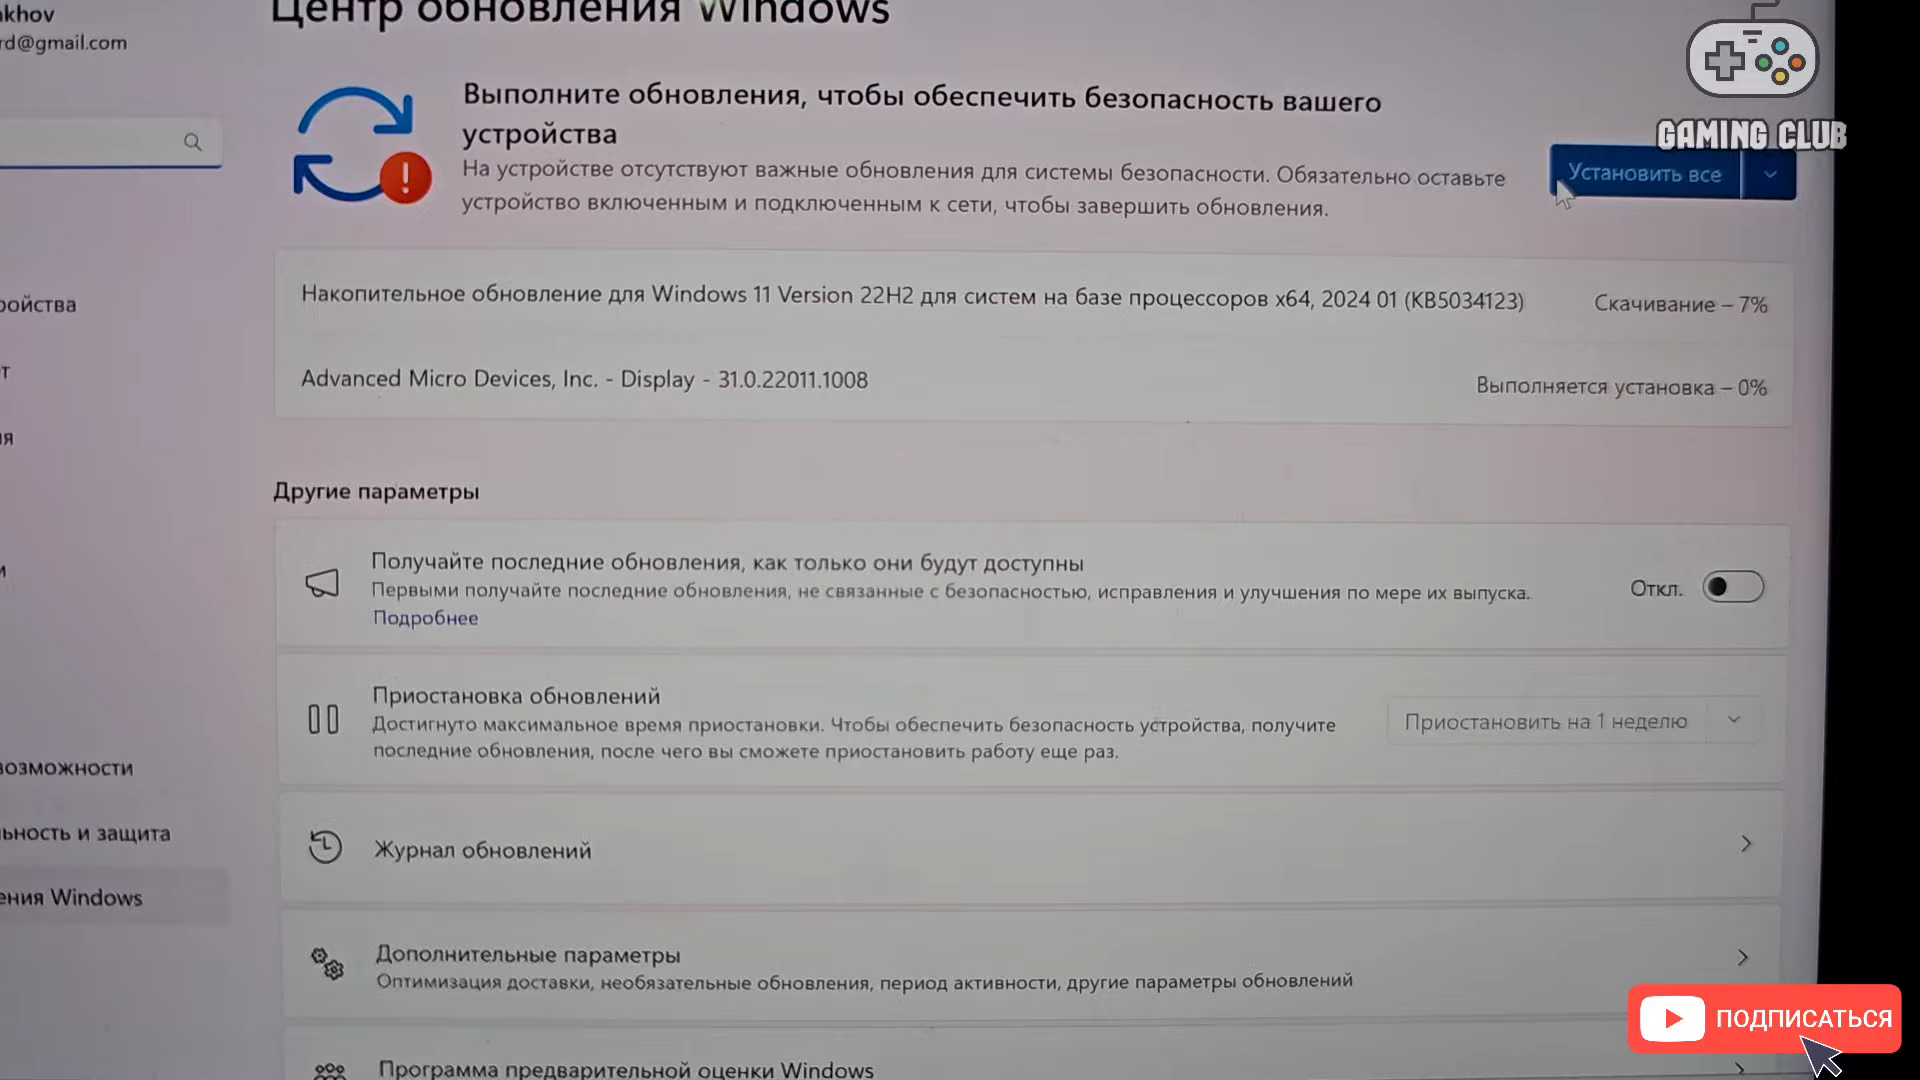 akhov
rd@gmail.com
Центр обновления Windows
Выполните обновления, чтобы обеспечить безопасность вашего
устройства
На устройстве отсутствуют важные обновления для системы безопасности. Обязательно оставьте
устройство включенным и подключенным к сети, чтобы завершить обновления.
Установить все
GAMING CLUB
Накопительное обновление для Windows 11 Version 22H2 для систем на базе процессоров x64, 2024 01 (KB5034123)
Скачивание – 7%
Advanced Micro Devices, Inc. - Display - 31.0.22011.1008
Выполняется установка – 0%
ройства
т
ия
и
возможности
льность и защита
ения Windows
Другие параметры
Получайте последние обновления, как только они будут доступны
Первыми получайте последние обновления, не связанные с безопасностью, исправления и улучшения по мере их выпуска.
Подробнее
Откл.
Приостановка обновлений
Достигнуто максимальное время приостановки. Чтобы обеспечить безопасность устройства, получите
последние обновления, после чего вы сможете приостановить работу еще раз.
Приостановить на 1 неделю
Журнал обновлений
Дополнительные параметры
Оптимизация доставки, необязательные обновления, период активности, другие параметры обновлений
Программа предварительной оценки Windows
ПОДПИСАТЬСЯ